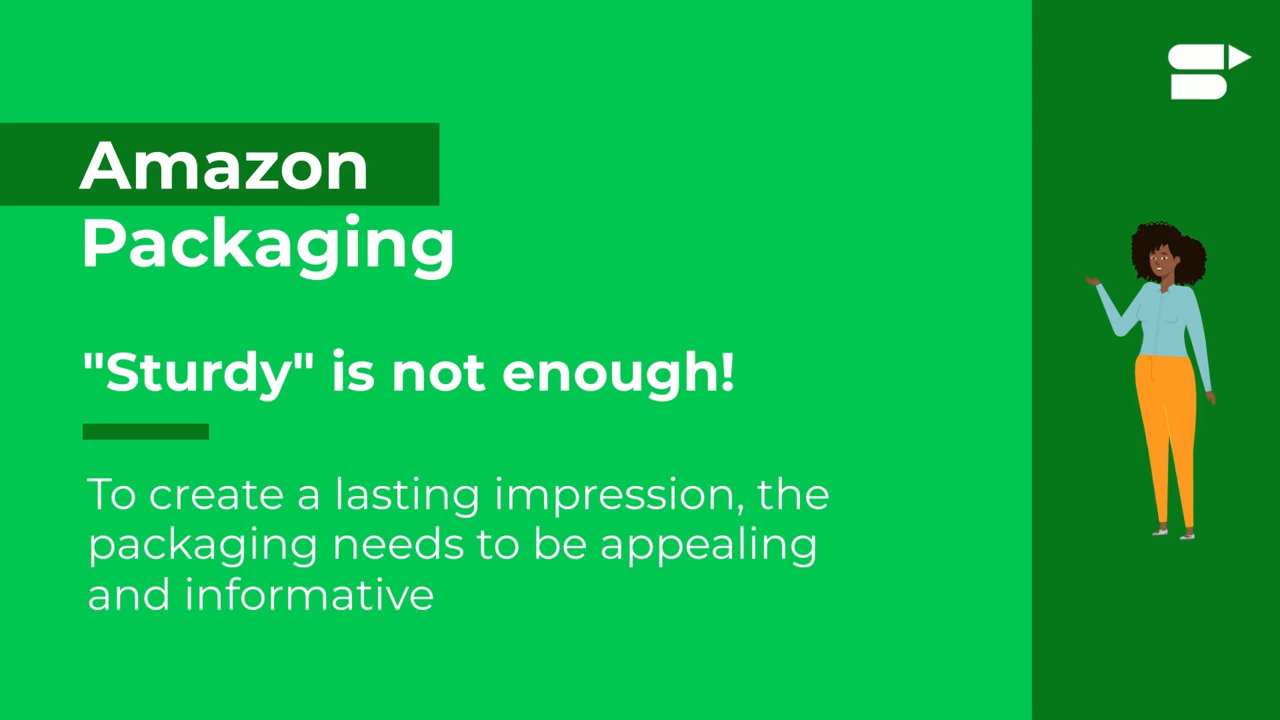 Amazon
Packaging
"Sturdy" is not enough!
To create a lasting impression, the
packaging needs to be appealing
and informative